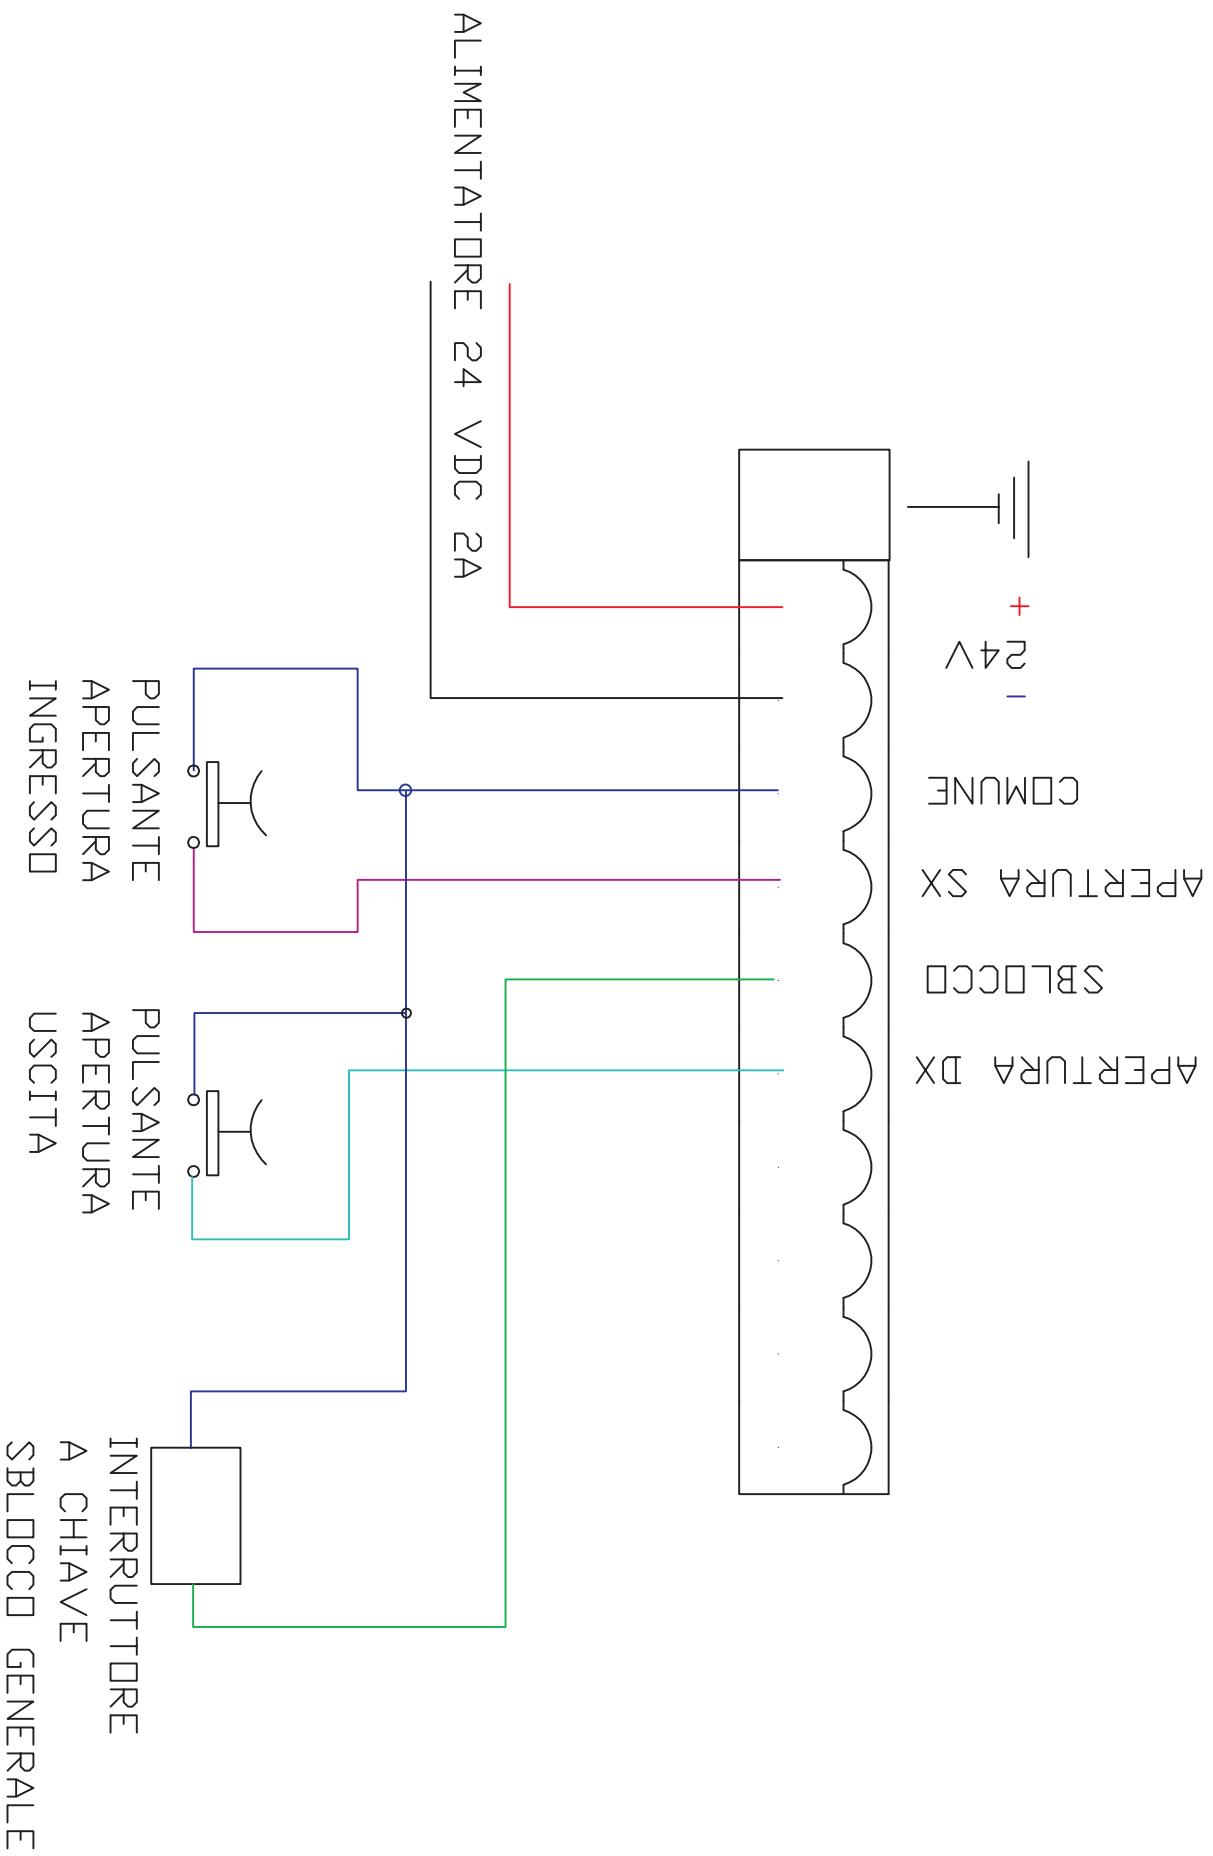 ALIMENTATORE 24 VDC 2A
+
24V
-
COMUNE
APERTURA SX
SBLOCCO
APERTURA DX
PULSANTE
APERTURA
INGRESSO
PULSANTE
APERTURA
USCITA
INTERRUTTORE
A CHIAVE
SBLOCCO GENERALE